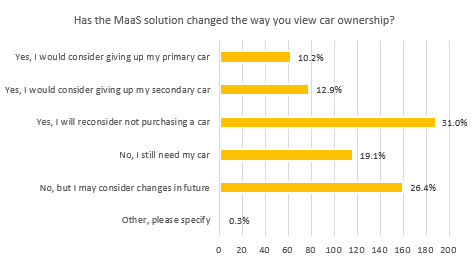 Has the MaaS solution changed the way you view car ownership?
Yes, I would consider giving up my primary car 10.2%
Yes, I would consider giving up my secondary car 12.9%
Yes, I will reconsider not purchasing a car 31.0%
No, I still need my car 19.1%
No, but I may consider changes in future 26.4%
Other, please specify 0.3%
0 20 40 60 80 100 120 140 160 180 200